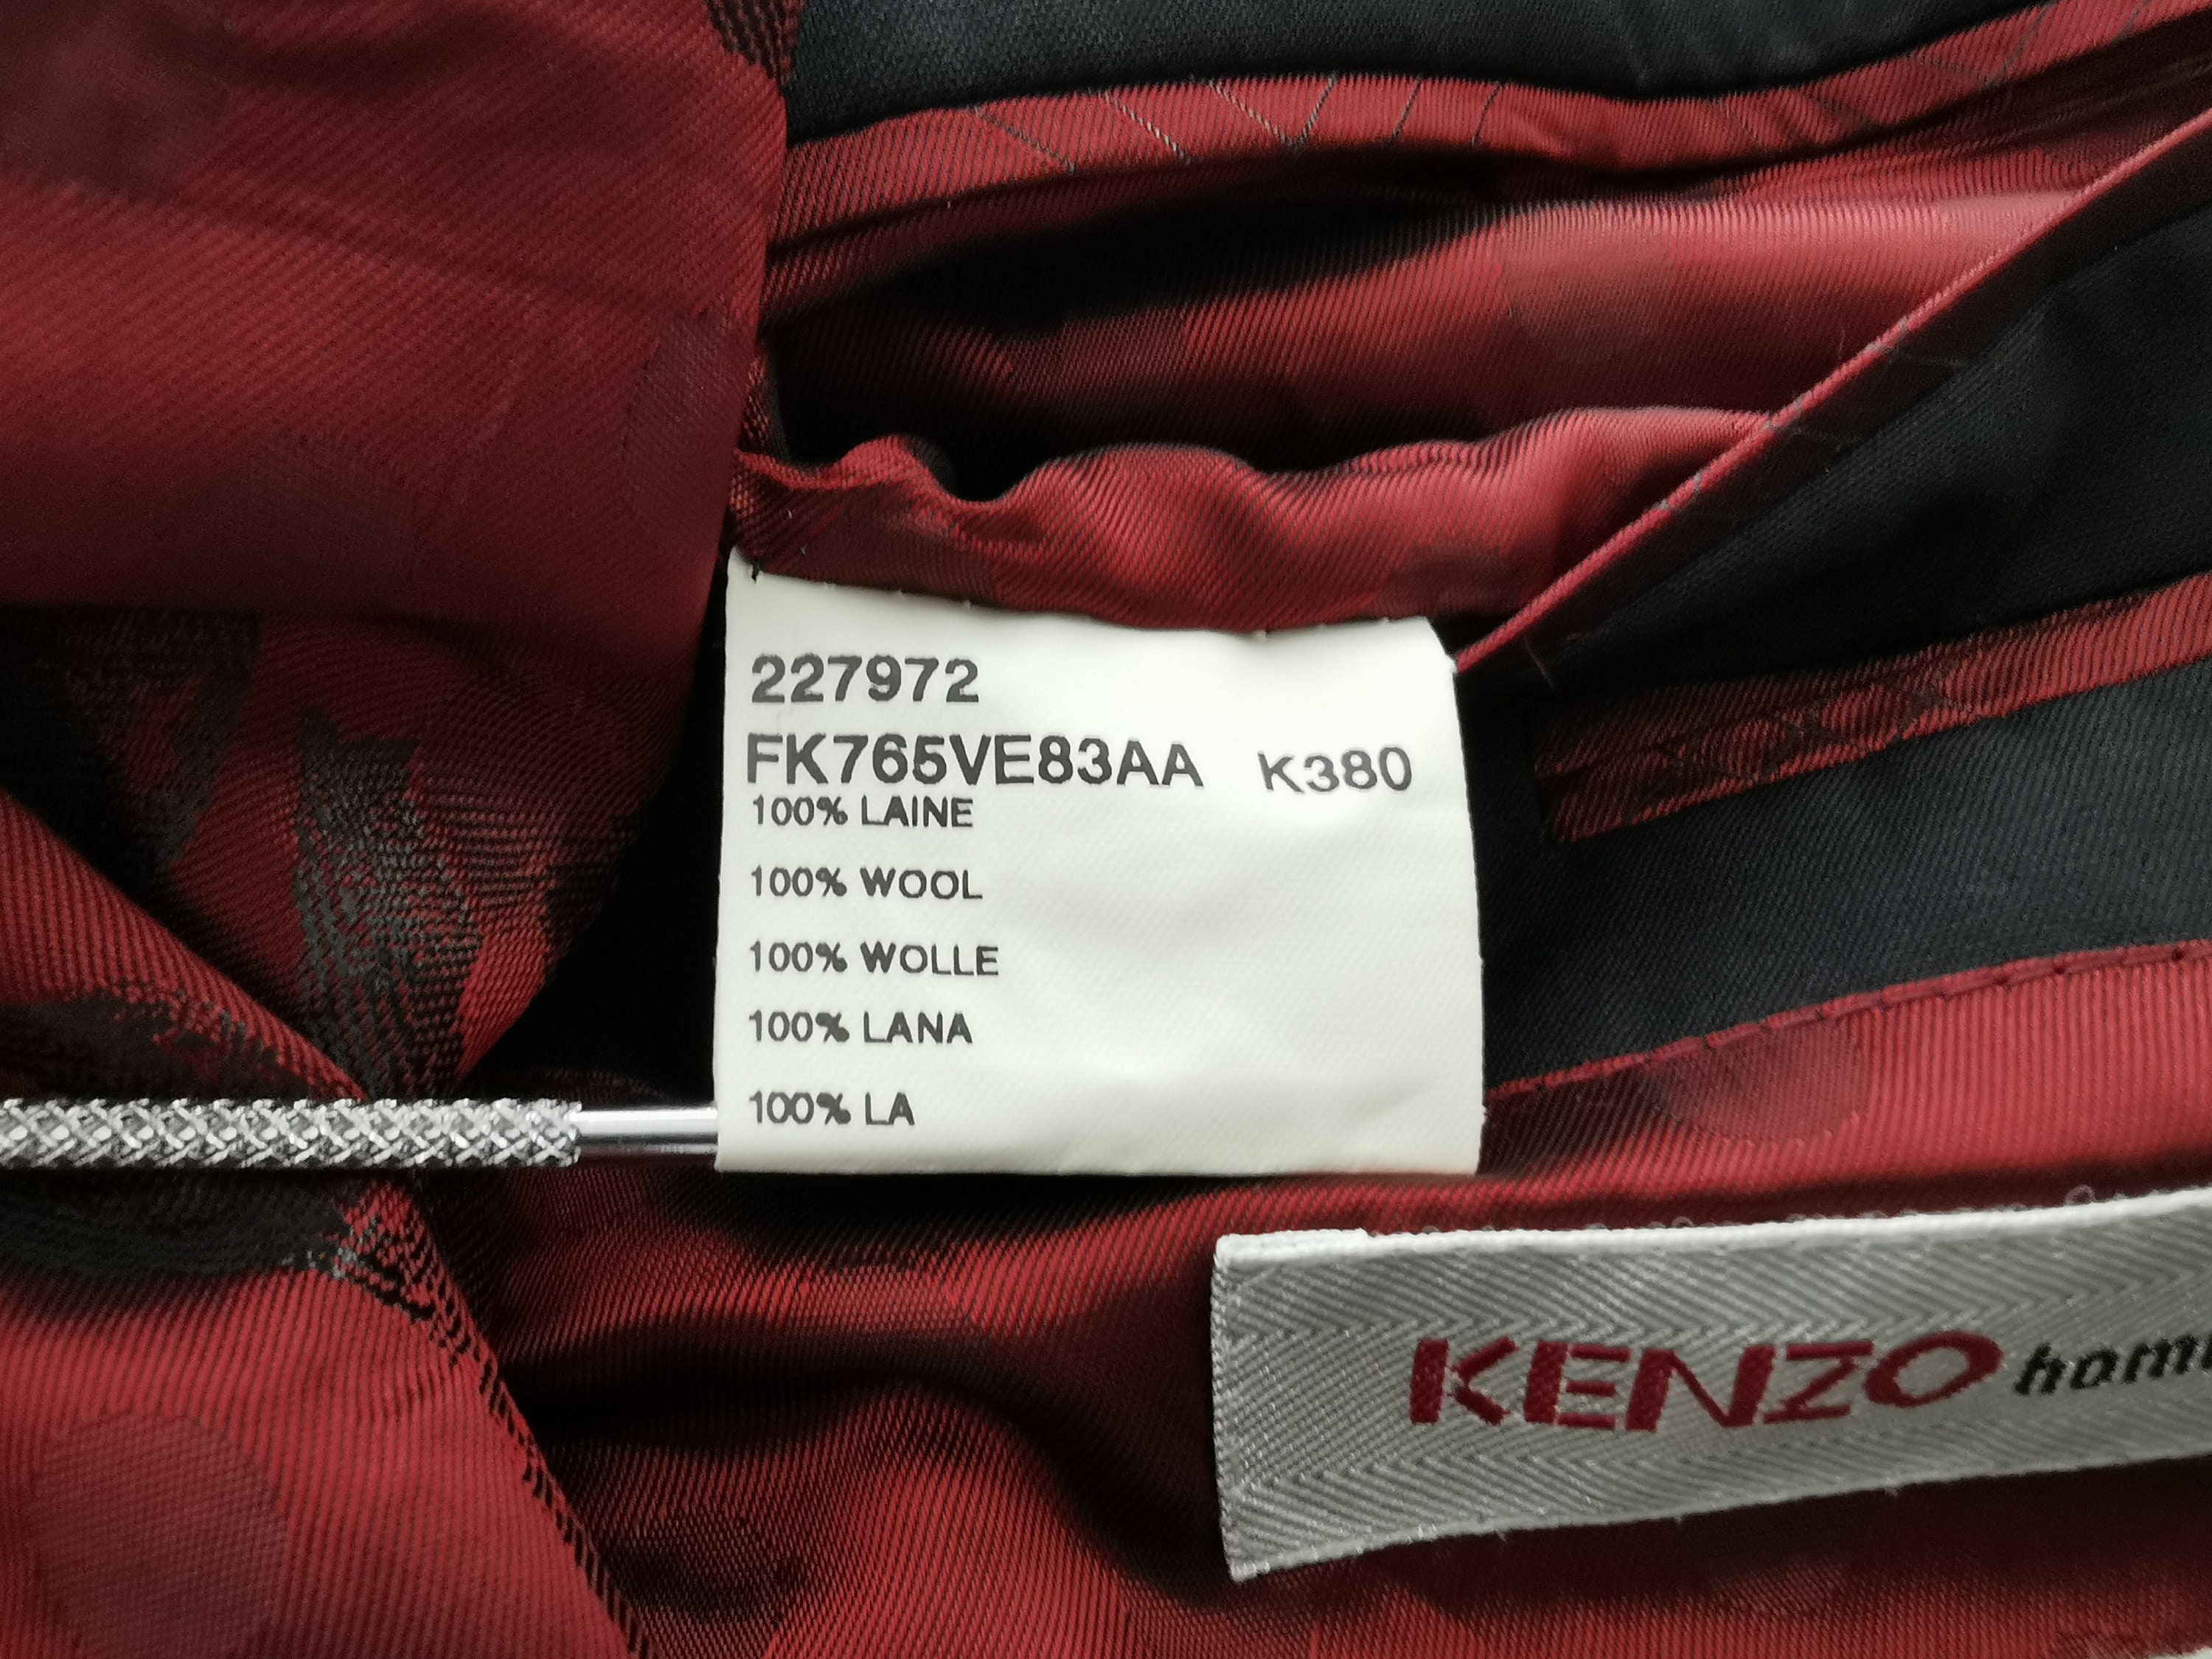 227972
FK765VE83AA K380
100% LAINE
100% WOOL
100% WOLLE
100% LANA
100% LA
KENZO